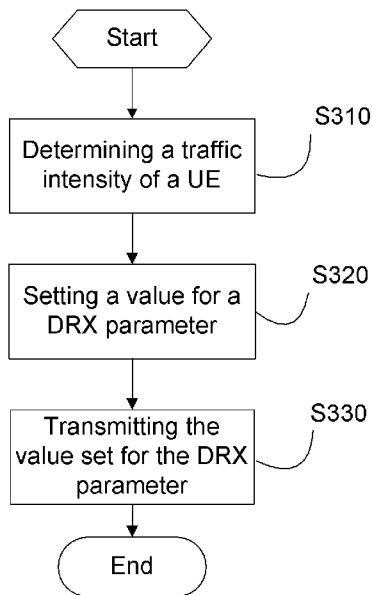 Start
S310
Determining a traffic
intensity of a UE
S320
Setting a value for a
DRX parameter
S330
Transmitting the
value set for the DRX
parameter
End